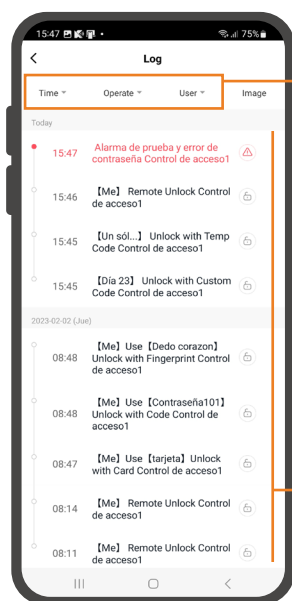 15:47 75%
Log
Time Operate User Image
Today
15:47 Alarma de prueba y error de
contraseña Control de acceso1
15:46 【Me】 Remote Unlock Control
de acceso1
15:45 【Un sól...】 Unlock with Temp
Code Control de acceso1
15:45 【Día 23】 Unlock with Custom
Code Control de acceso1
2023-02-02 (Jue)
08:48 【Me】 Use 【Dedo corazon】
Unlock with Fingerprint Control
de acceso1
08:48 【Me】 Use 【Contraseña101】
Unlock with Code Control de
acceso1
08:47 【Me】 Use 【tarjeta】 Unlock
with Card Control de acceso1
08:14 【Me】 Remote Unlock Control
de acceso1
08:11 【Me】 Remote Unlock Control
de acceso1